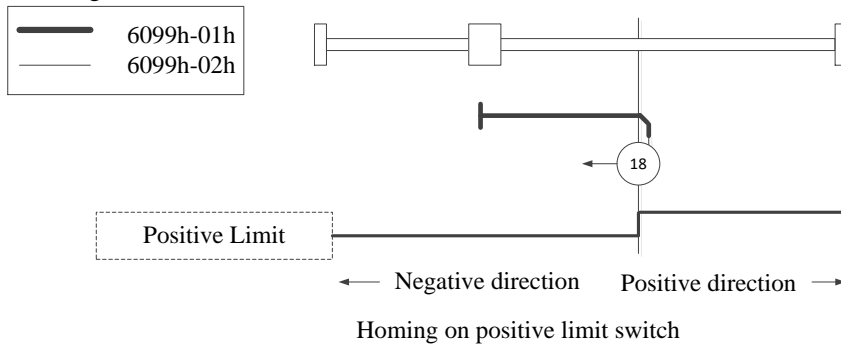 6099h-01h
6099h-02h
18
Positive Limit
Negative direction
Positive direction
Homing on positive limit switch